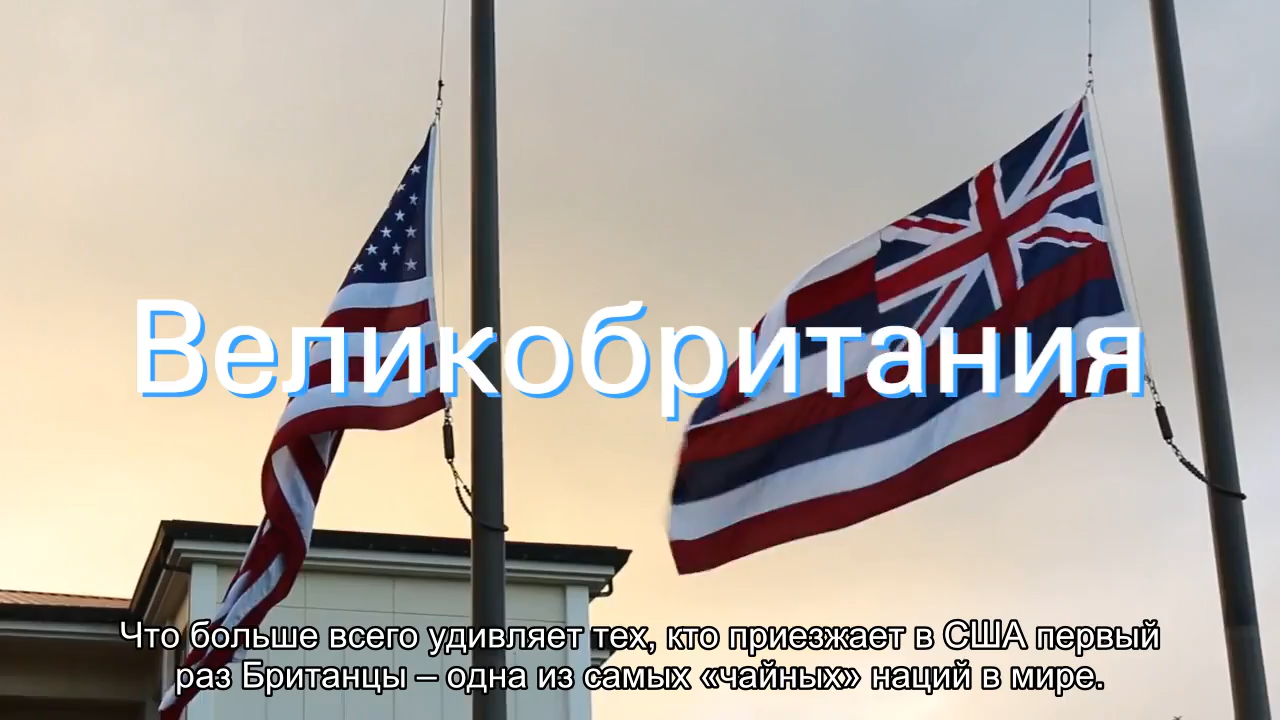 Великобритания
Что больше всего удивляет тех, кто приезжает в США первый
раз Британцы – одна из самых «чайных» наций в мире.